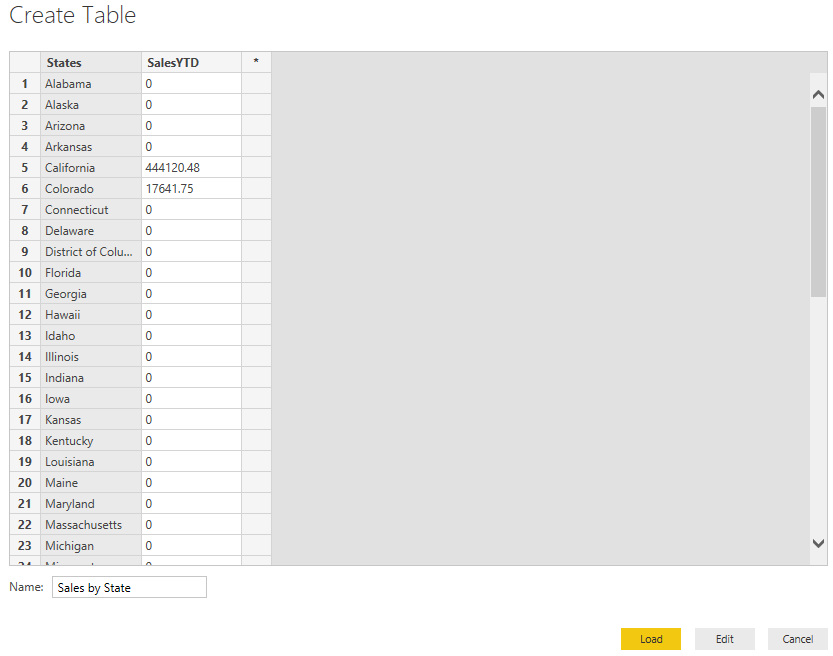 Create Table
States SalesYTD *
1 Alabama 0
2 Alaska 0
3 Arizona 0
4 Arkansas 0
5 California 444120.48
6 Colorado 17641.75
7 Connecticut 0
8 Delaware 0
9 District of Colu... 0
10 Florida 0
11 Georgia 0
12 Hawaii 0
13 Idaho 0
14 Illinois 0
15 Indiana 0
16 Iowa 0
17 Kansas 0
18 Kentucky 0
19 Louisiana 0
20 Maine 0
21 Maryland 0
22 Massachusetts 0
23 Michigan 0
Name: Sales by State
Load Edit Cancel